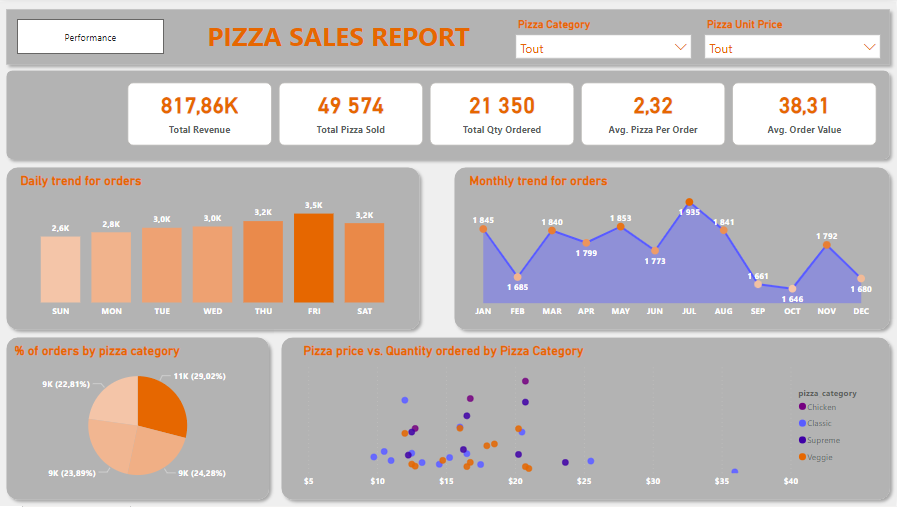 Performance
PIZZA SALES REPORT
Pizza Category
Tout
Pizza Unit Price
Tout
817,86K
Total Revenue
49 574
Total Pizza Sold
21 350
Total Qty Ordered
2,32
Avg. Pizza Per Order
38,31
Avg. Order Value
Daily trend for orders
2,6K
2,8K
3,0K
3,0K
3,2K
3,5K
3,2K
SUN MON TUE WED THU FRI SAT
Monthly trend for orders
1 845
1 685
1 840
1 799
1 853
1 773
1 935
1 841
1 661
1 646
1 792
1 680
JAN FEB MAR APR MAY JUN JUL AUG SEP OCT NOV DEC
% of orders by pizza category
11K (29,02%)
9K (22,81%)
9K (23,89%)
9K (24,28%)
Pizza price vs. Quantity ordered by Pizza Category
$5 $10 $15 $20 $25 $30 $35 $40
pizza_category
Chicken
Classic
Supreme
Veggie